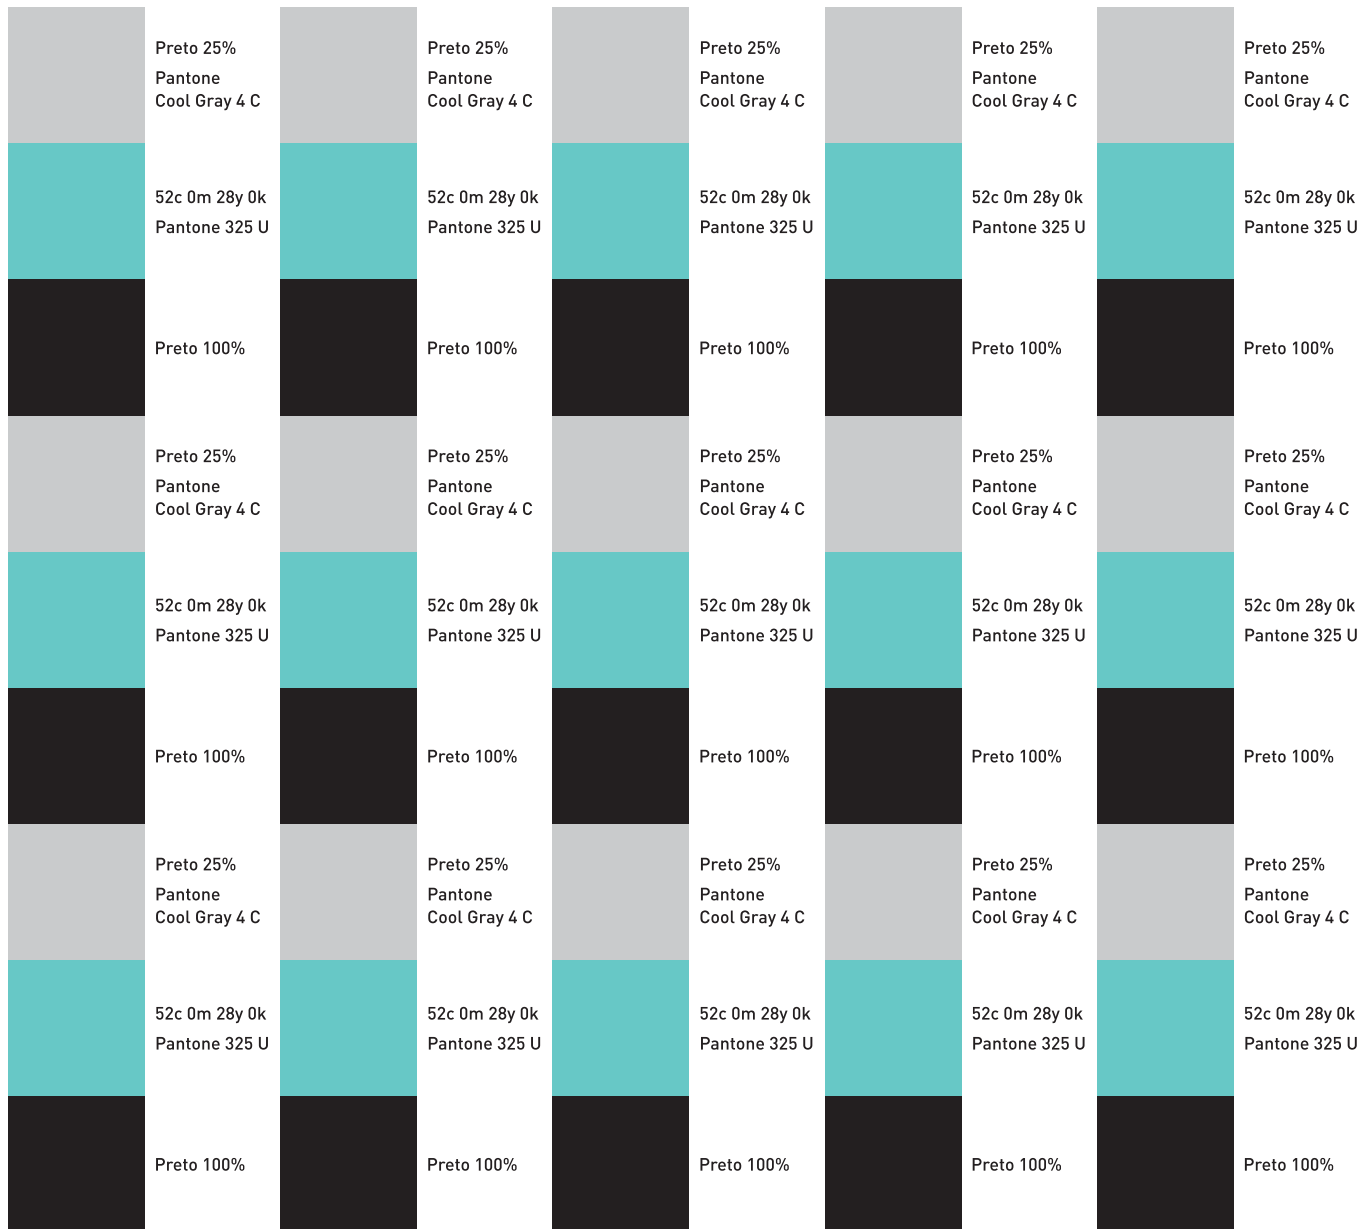 Preto 25% Preto 25% Preto 25% Preto 25% Preto 25%
Pantone Pantone Pantone Pantone Pantone
Cool Gray 4 C Cool Gray 4 C Cool Gray 4 C Cool Gray 4 C Cool Gray 4 C
52c 0m 28y 0k 52c 0m 28y 0k 52c 0m 28y 0k 52c 0m 28y 0k 52c 0m 28y 0k
Pantone 325 U Pantone 325 U Pantone 325 U Pantone 325 U Pantone 325 U
Preto 100% Preto 100% Preto 100% Preto 100% Preto 100%
Preto 25% Preto 25% Preto 25% Preto 25% Preto 25%
Pantone Pantone Pantone Pantone Pantone
Cool Gray 4 C Cool Gray 4 C Cool Gray 4 C Cool Gray 4 C Cool Gray 4 C
52c 0m 28y 0k 52c 0m 28y 0k 52c 0m 28y 0k 52c 0m 28y 0k 52c 0m 28y 0k
Pantone 325 U Pantone 325 U Pantone 325 U Pantone 325 U Pantone 325 U
Preto 100% Preto 100% Preto 100% Preto 100% Preto 100%
Preto 25% Preto 25% Preto 25% Preto 25% Preto 25%
Pantone Pantone Pantone Pantone Pantone
Cool Gray 4 C Cool Gray 4 C Cool Gray 4 C Cool Gray 4 C Cool Gray 4 C
52c 0m 28y 0k 52c 0m 28y 0k 52c 0m 28y 0k 52c 0m 28y 0k 52c 0m 28y 0k
Pantone 325 U Pantone 325 U Pantone 325 U Pantone 325 U Pantone 325 U
Preto 100% Preto 100% Preto 100% Preto 100% Preto 100%